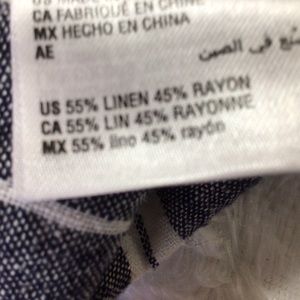 CA FABRIQUÉ EN CHINE
MX HECHO EN CHINA
AE
في الصين
US 55% LINEN 45% RAYON
CA 55% LIN 45% RAYONNE
MX 55% lino 45% rayón